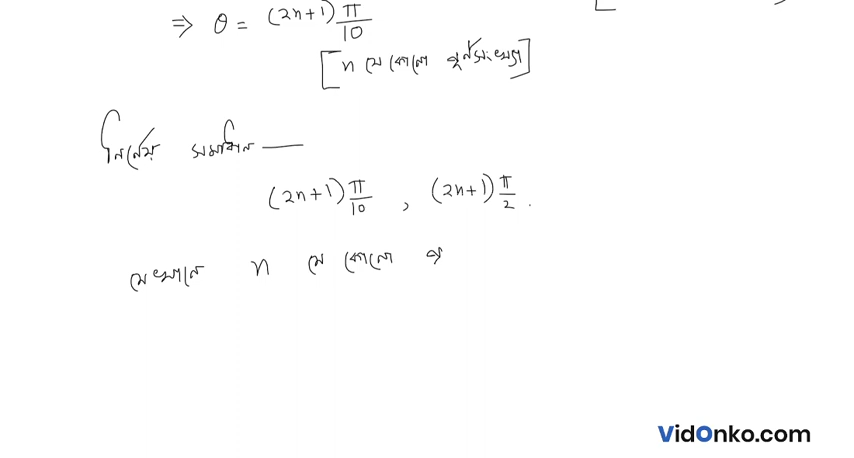 ⇒ θ = (2n+1) π/10
[n যে কোনো পূর্ণসংখ্যা]
নির্ণেয় সমাধান —
(2n+1) π/10 , (2n+1) π/2 .
যেখানে n যে কোনো প
VidOnko.com